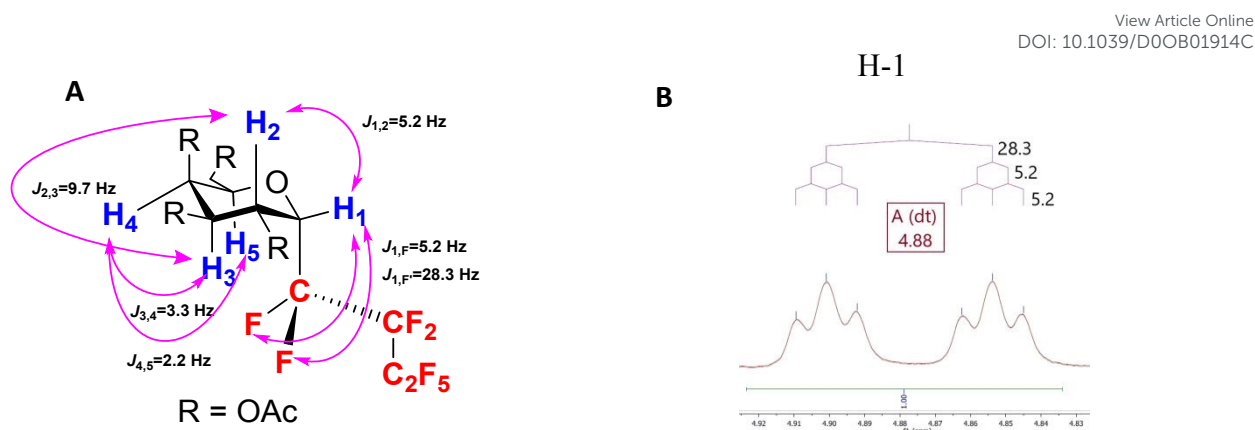 View Article Online
DOI: 10.1039/D0OB01914C
A
H2
J1,2=5.2 Hz
R
R
O
J2,3=9.7 Hz
H4
R
H1
H5
R
H3
J1,F=5.2 Hz
J1,F'=28.3 Hz
J3,4=3.3 Hz
C
F
CF2
J4,5=2.2 Hz
F
C2F5
R = OAc
H-1
B
28.3
5.2
5.2
A (dt)
4.88
1.00
4.92 4.91 4.90 4.89 4.88 4.87 4.86 4.85 4.84 4.83